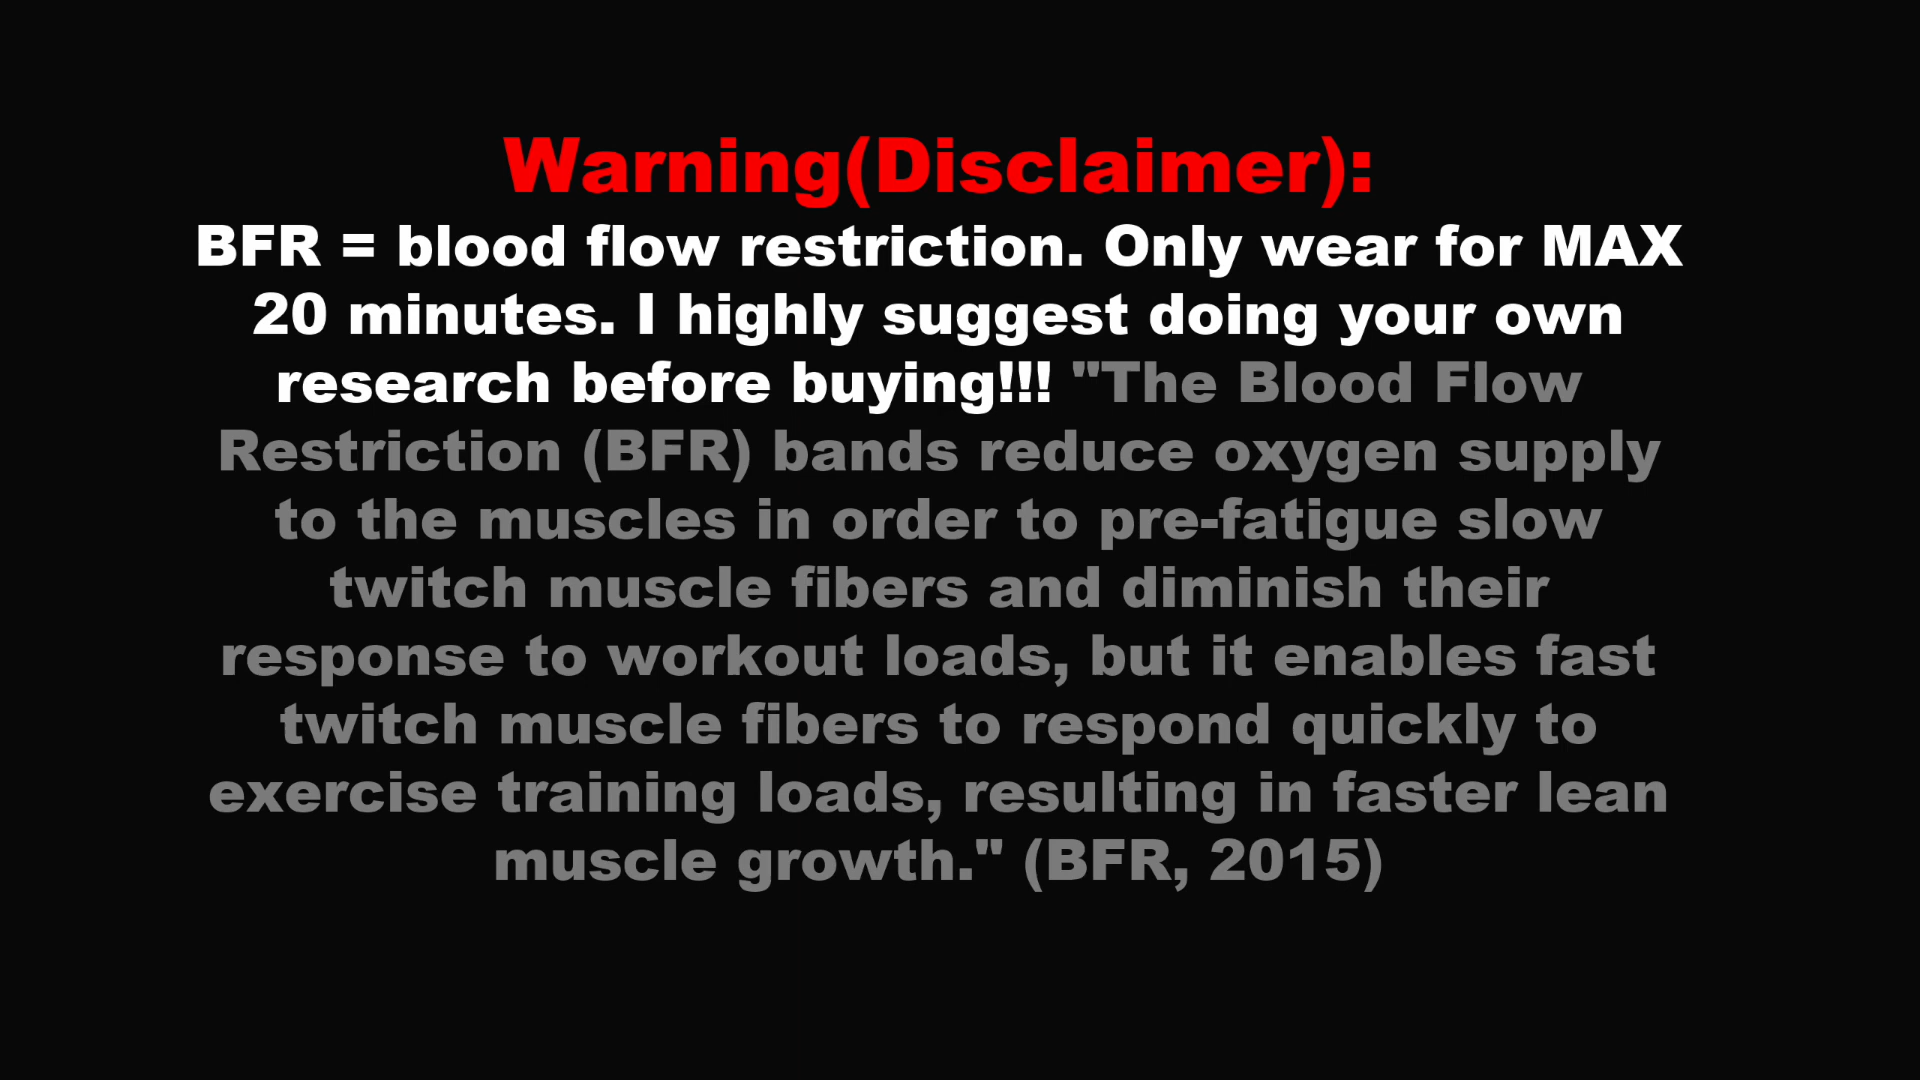 Warning(Disclaimer):
BFR = blood flow restriction. Only wear for MAX
20 minutes. I highly suggest doing your own
research before buying!!! "The Blood Flow
Restriction (BFR) bands reduce oxygen supply
to the muscles in order to pre-fatigue slow
twitch muscle fibers and diminish their
response to workout loads, but it enables fast
twitch muscle fibers to respond quickly to
exercise training loads, resulting in faster lean
muscle growth." (BFR, 2015)